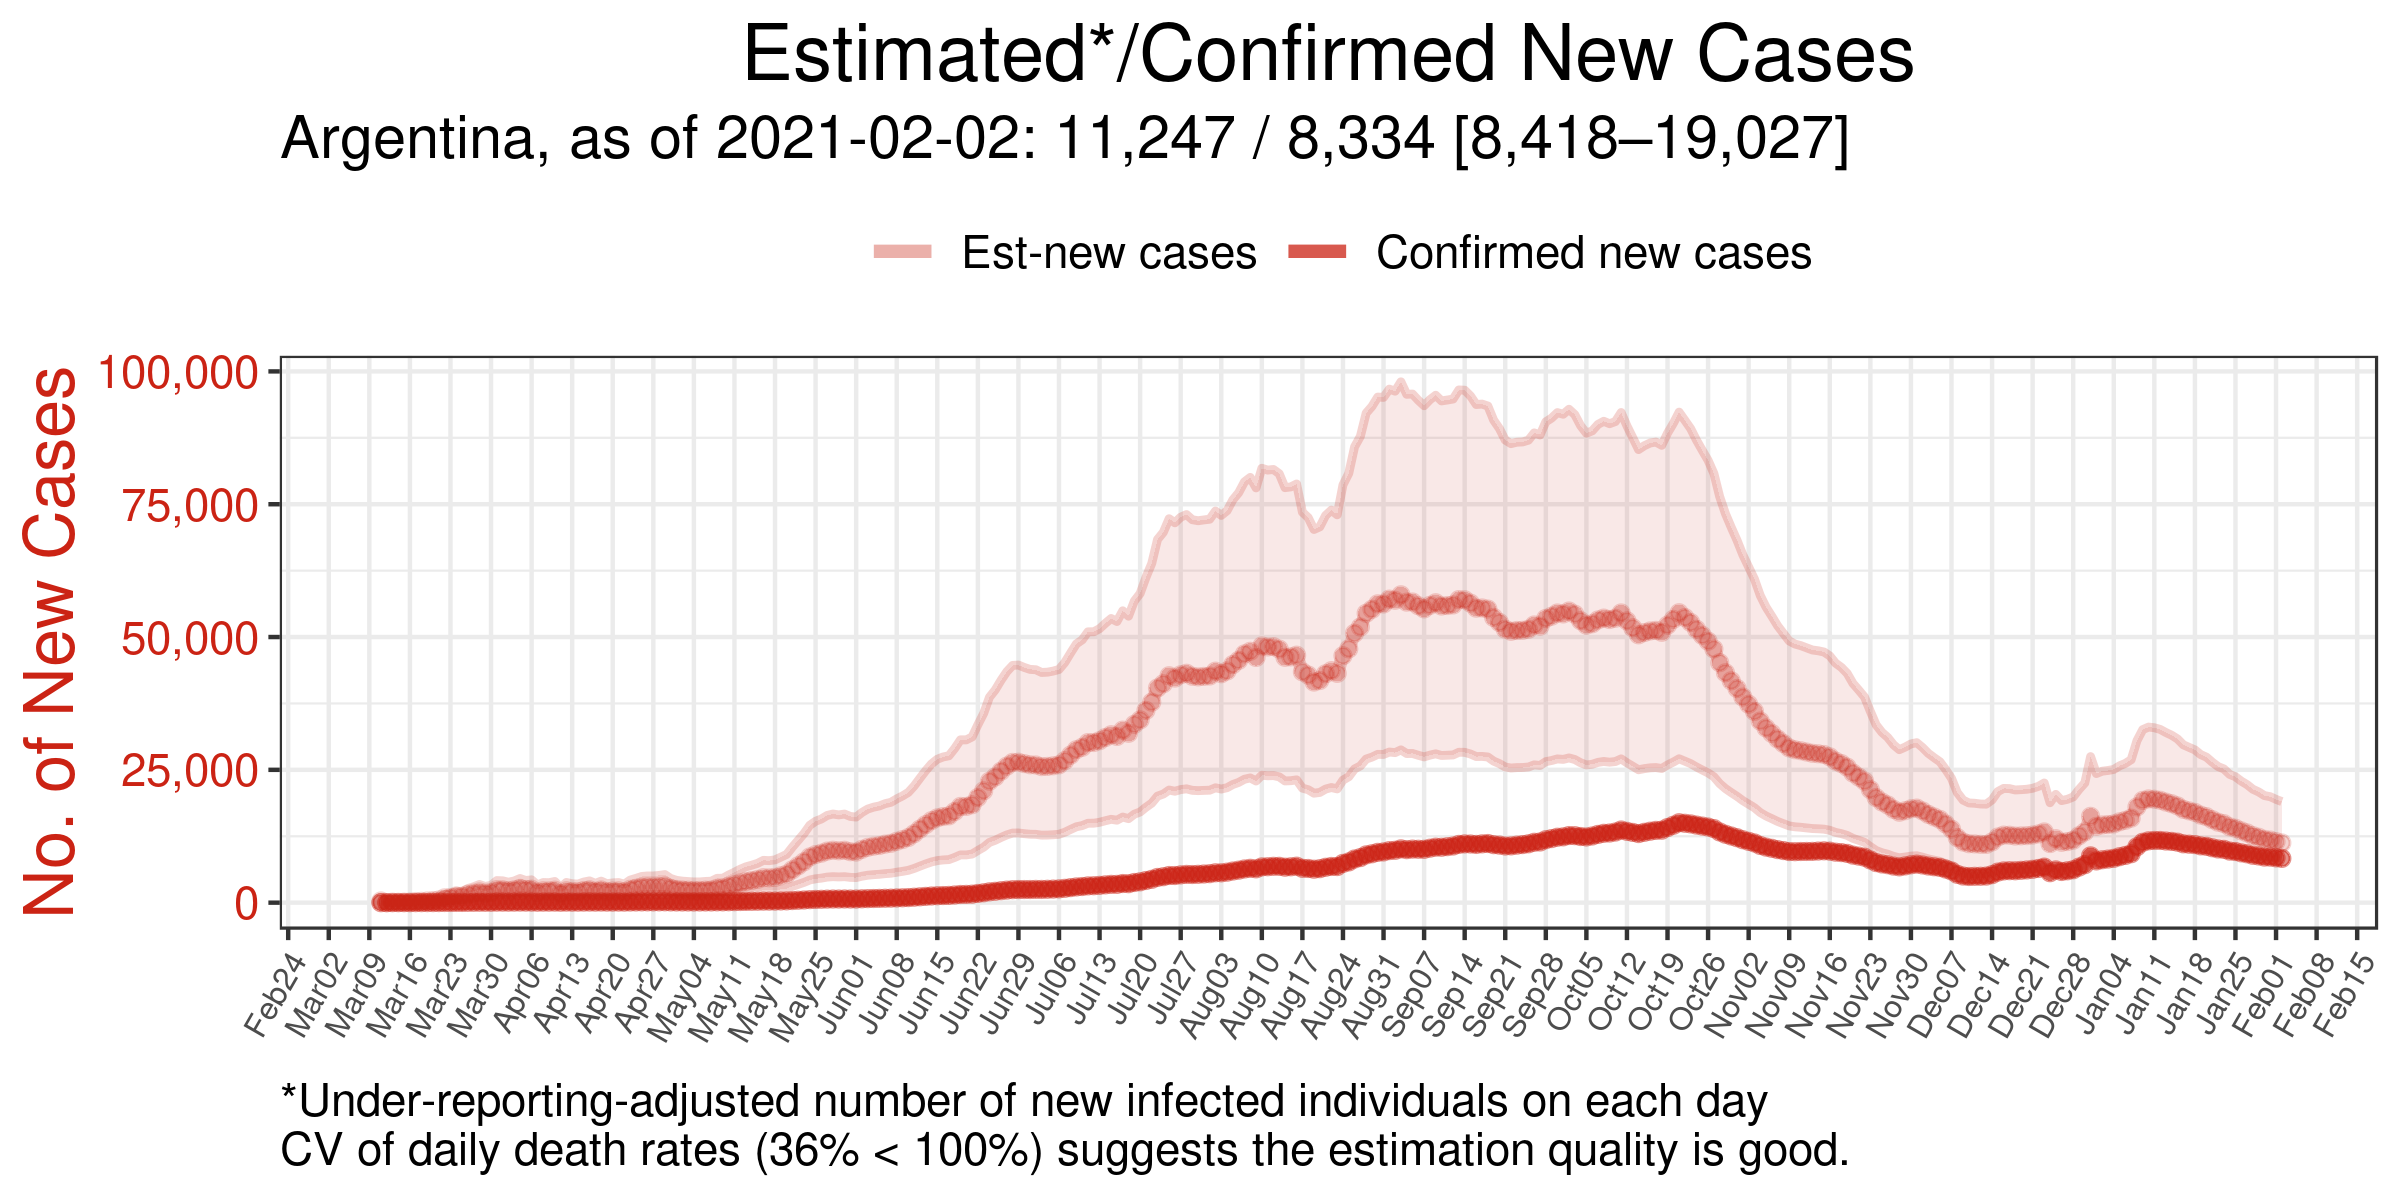 Estimated*/Confirmed New Cases
Argentina, as of 2021-02-02: 11,247 / 8,334 [8,418–19,027]
Est-new cases
Confirmed new cases
No. of New Cases
100,000
75,000
50,000
25,000
0
Feb24
Mar02
Mar09
Mar16
Mar23
Mar30
Apr06
Apr13
Apr20
Apr27
May04
May11
May18
May25
Jun01
Jun08
Jun15
Jun22
Jun29
Jul06
Jul13
Jul20
Jul27
Aug03
Aug10
Aug17
Aug24
Aug31
Sep07
Sep14
Sep21
Sep28
Oct05
Oct12
Oct19
Oct26
Nov02
Nov09
Nov16
Nov23
Nov30
Dec07
Dec14
Dec21
Dec28
Jan04
Jan11
Jan18
Jan25
Feb01
Feb08
Feb15
*Under-reporting-adjusted number of new infected individuals on each day
CV of daily death rates (36% < 100%) suggests the estimation quality is good.